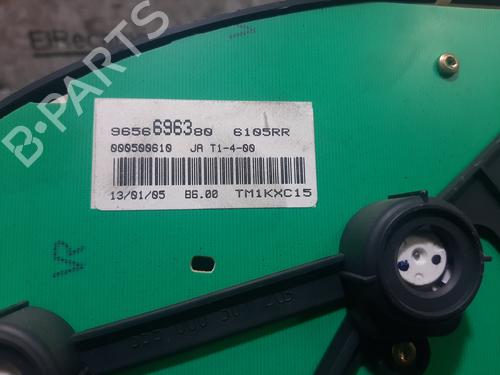 B-PARTS
9656696380 6105RR
000500610 JA T1-4-00
13/01/05 B6.00 TM1KXC15
VR